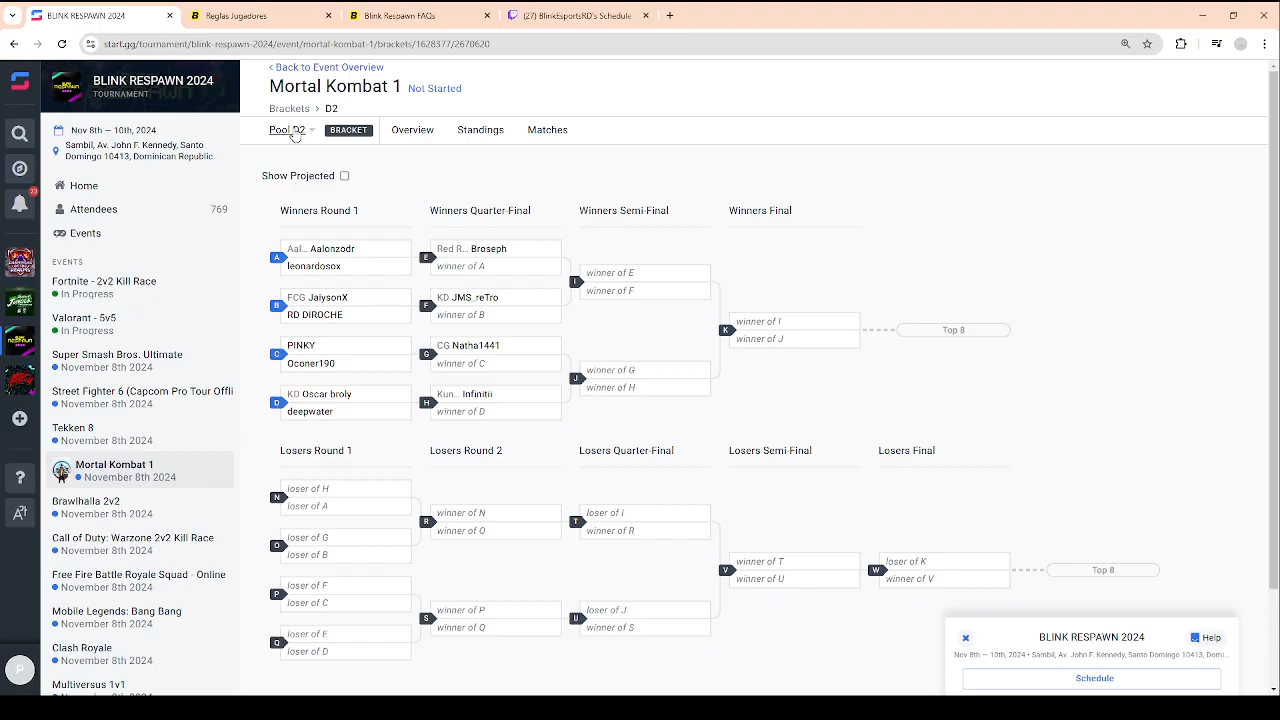 BLINK RESPAWN 2024
Reglas Jugadores
Blink Respawn FAQs
(27) BlinkEsportsRD's Schedule
start.gg/tournament/blink-respawn-2024/event/mortal-kombat-1/brackets/1628377/2670620
23
P
BLINK RESPAWN 2024
TOURNAMENT
Nov 8th — 10th, 2024
Sambil, Av. John F. Kennedy, Santo
Domingo 10413, Dominican Republic
Home
Attendees 769
Events
EVENTS
Fortnite - 2v2 Kill Race
In Progress
Valorant - 5v5
In Progress
Super Smash Bros. Ultimate
November 8th 2024
Street Fighter 6 (Capcom Pro Tour Offli
November 8th 2024
Tekken 8
November 8th 2024
Mortal Kombat 1
November 8th 2024
Brawlhalla 2v2
November 8th 2024
Call of Duty: Warzone 2v2 Kill Race
November 8th 2024
Free Fire Battle Royale Squad - Online
November 8th 2024
Mobile Legends: Bang Bang
November 8th 2024
Clash Royale
November 8th 2024
Multiversus 1v1
‹ Back to Event Overview
Mortal Kombat 1 Not Started
Brackets > D2
Pool D2 BRACKET Overview Standings Matches
Show Projected
Winners Round 1 Winners Quarter-Final Winners Semi-Final Winners Final
A Aal... Aalonzodr
leonardosox
B FCG JaiysonX
RD DIROCHE
C PINKY
Oconer190
D KD Oscar broly
deepwater
E Red R... Broseph
winner of A
F KD JMS_reTro
winner of B
G CG Natha1441
winner of C
H Kun... Infinitii
winner of D
I winner of E
winner of F
J winner of G
winner of H
K winner of I
winner of J
Top 8
Losers Round 1 Losers Round 2 Losers Quarter-Final Losers Semi-Final Losers Final
N loser of H
loser of A
O loser of G
loser of B
P loser of F
loser of C
Q loser of E
loser of D
R winner of N
winner of O
S winner of P
winner of Q
T loser of I
winner of R
U loser of J
winner of S
V winner of T
winner of U
W loser of K
winner of V
Top 8
BLINK RESPAWN 2024
Help
Nov 8th — 10th, 2024 • Sambil, Av. John F. Kennedy, Santo Domingo 10413, Domi...
Schedule